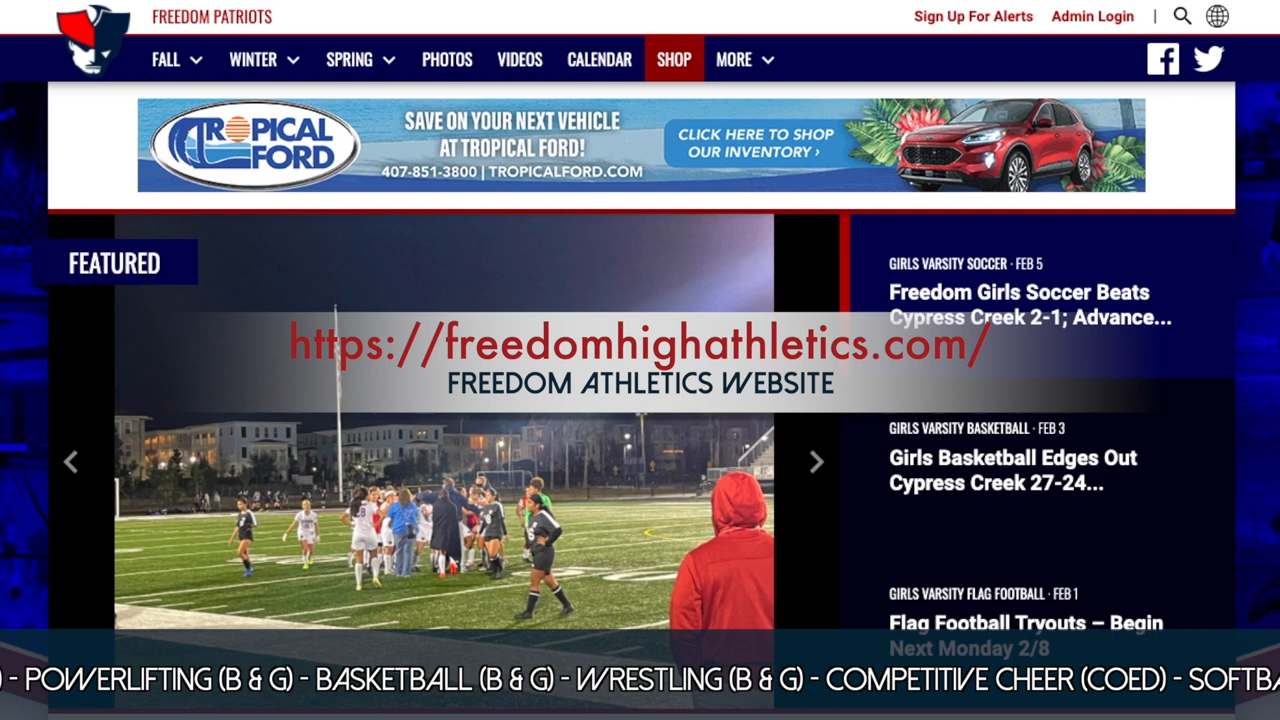 FREEDOM PATRIOTS
Sign Up For Alerts Admin Login |
FALL WINTER SPRING PHOTOS VIDEOS CALENDAR SHOP MORE
TROPICAL FORD
SAVE ON YOUR NEXT VEHICLE
AT TROPICAL FORD!
407-851-3800 | TROPICALFORD.COM
CLICK HERE TO SHOP
OUR INVENTORY ›
FEATURED
https://freedomhighathletics.com/
FREEDOM ATHLETICS WEBSITE
GIRLS VARSITY SOCCER · FEB 5
Freedom Girls Soccer Beats
Cypress Creek 2-1; Advance...
GIRLS VARSITY BASKETBALL · FEB 3
Girls Basketball Edges Out
Cypress Creek 27-24...
GIRLS VARSITY FLAG FOOTBALL · FEB 1
Flag Football Tryouts – Begin
Next Monday 2/8
) - POWERLIFTING (B & G) - BASKETBALL (B & G) - WRESTLING (B & G) - COMPETITIVE CHEER (COED) - SOFTBA